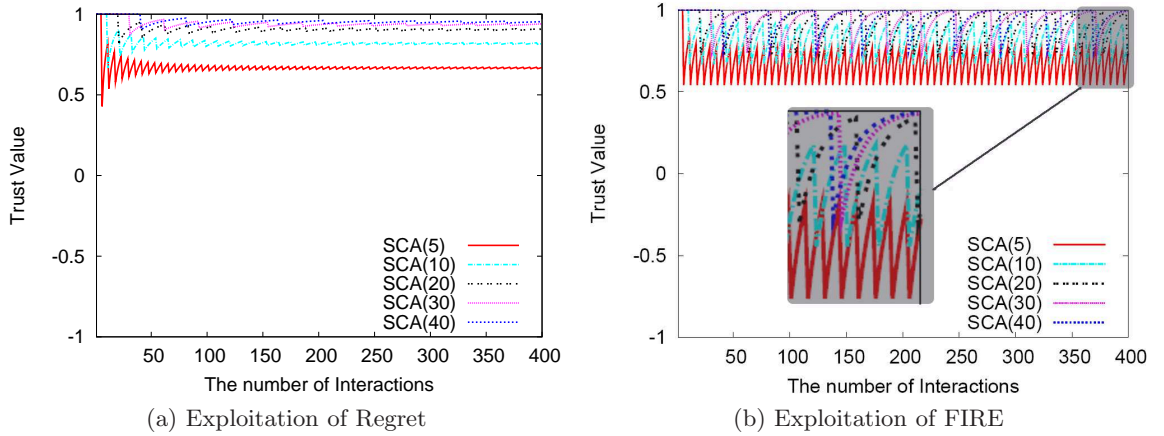 1
0.5
0
-0.5
-1
Trust Value
50 100 150 200 250 300 350 400
The number of Interactions
SCA(5)
SCA(10)
SCA(20)
SCA(30)
SCA(40)
(a) Exploitation of Regret
1
0.5
0
-0.5
-1
Trust Value
50 100 150 200 250 300 350 400
The number of Interactions
SCA(5)
SCA(10)
SCA(20)
SCA(30)
SCA(40)
(b) Exploitation of FIRE